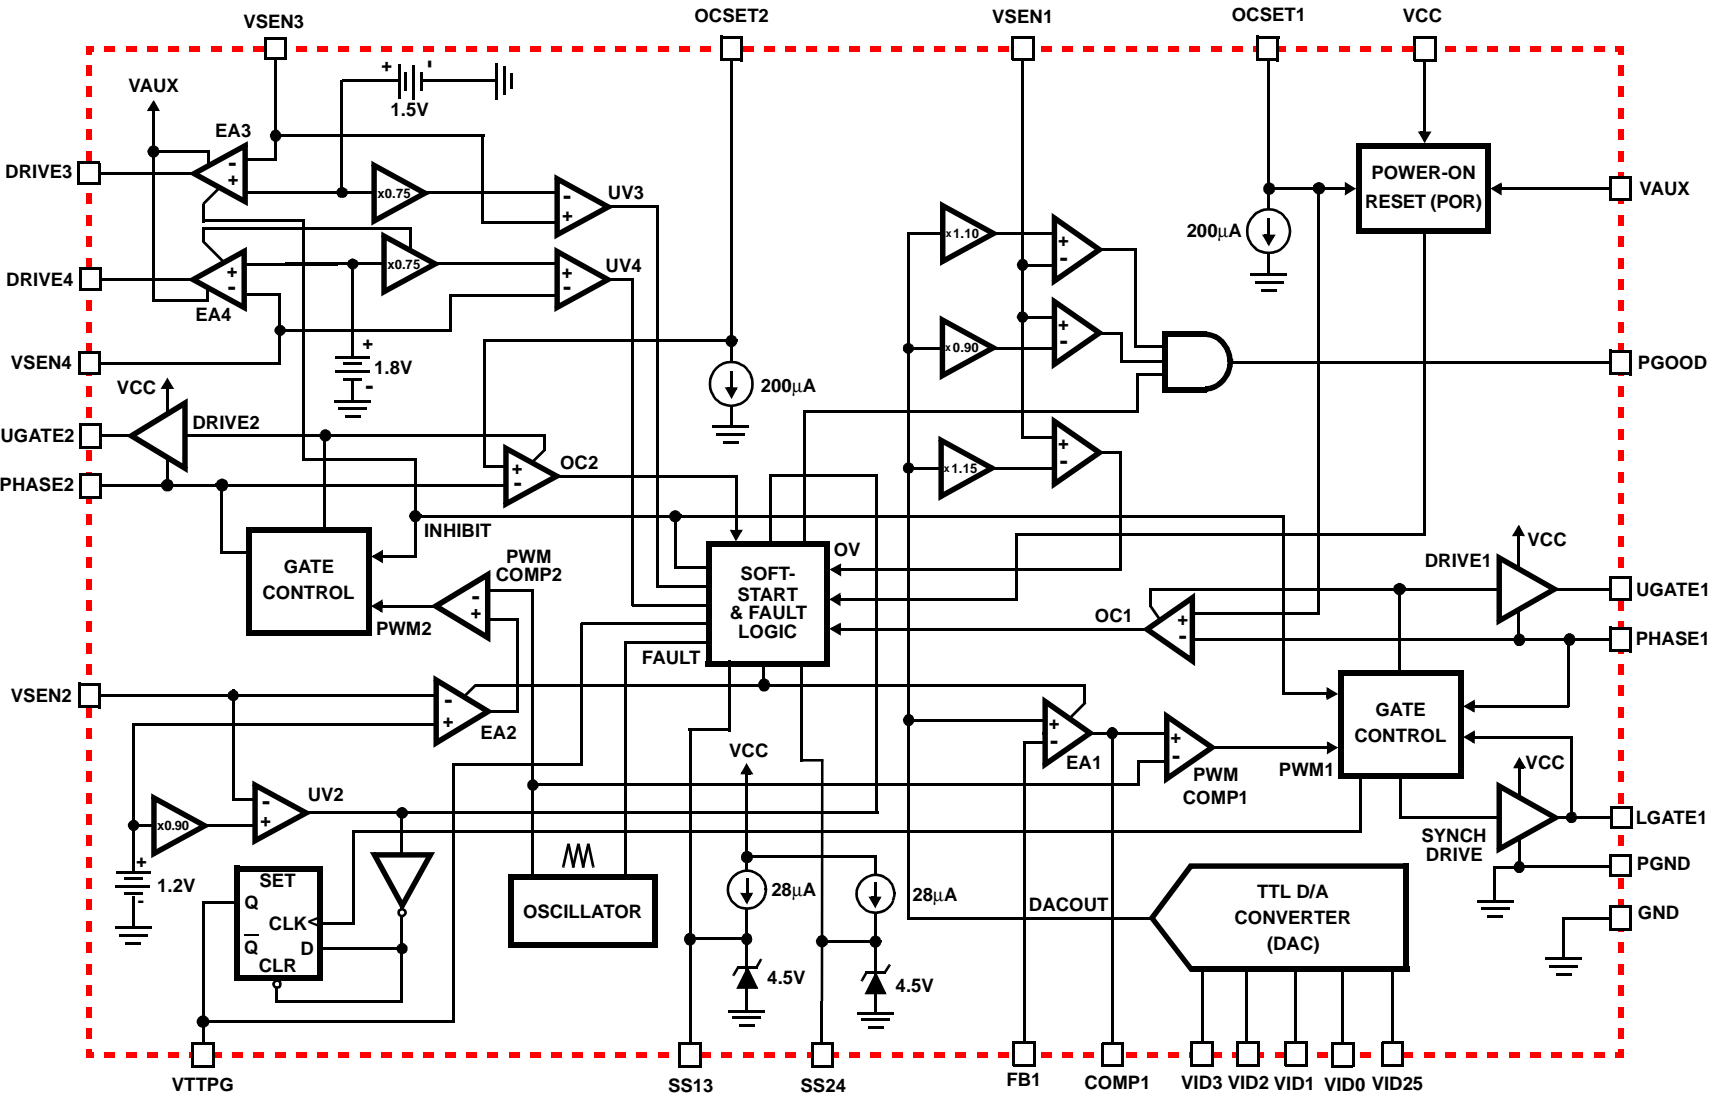 VSEN3
OCSET2
VSEN1
OCSET1
VCC
+ -
1.5V
VAUX
EA3
-
+
DRIVE3
x0.75
-
+
UV3
POWER-ON
RESET (POR)
VAUX
200µA
x1.10
+
-
DRIVE4
+
-
EA4
x0.75
+
-
UV4
VSEN4
+
1.8V
-
x0.90
+
-
PGOOD
200µA
VCC
DRIVE2
UGATE2
PHASE2
+
-
OC2
x1.15
+
-
INHIBIT
GATE
CONTROL
PWM
COMP2
-
+
PWM2
OV
SOFT-
START
& FAULT
LOGIC
FAULT
VCC
DRIVE1
UGATE1
OC1
+
-
PHASE1
VSEN2
-
+
EA2
+
-
EA1
+
-
PWM
COMP1
PWM1
GATE
CONTROL
VCC
SYNCH
DRIVE
LGATE1
PGND
GND
x0.90
-
+
UV2
+
1.2V
-
SET
Q
CLK
Q
D
CLR
OSCILLATOR
VCC
28µA
28µA
4.5V
4.5V
DACOUT
TTL D/A
CONVERTER
(DAC)
VTTPG
SS13
SS24
FB1
COMP1
VID3
VID2
VID1
VID0
VID25